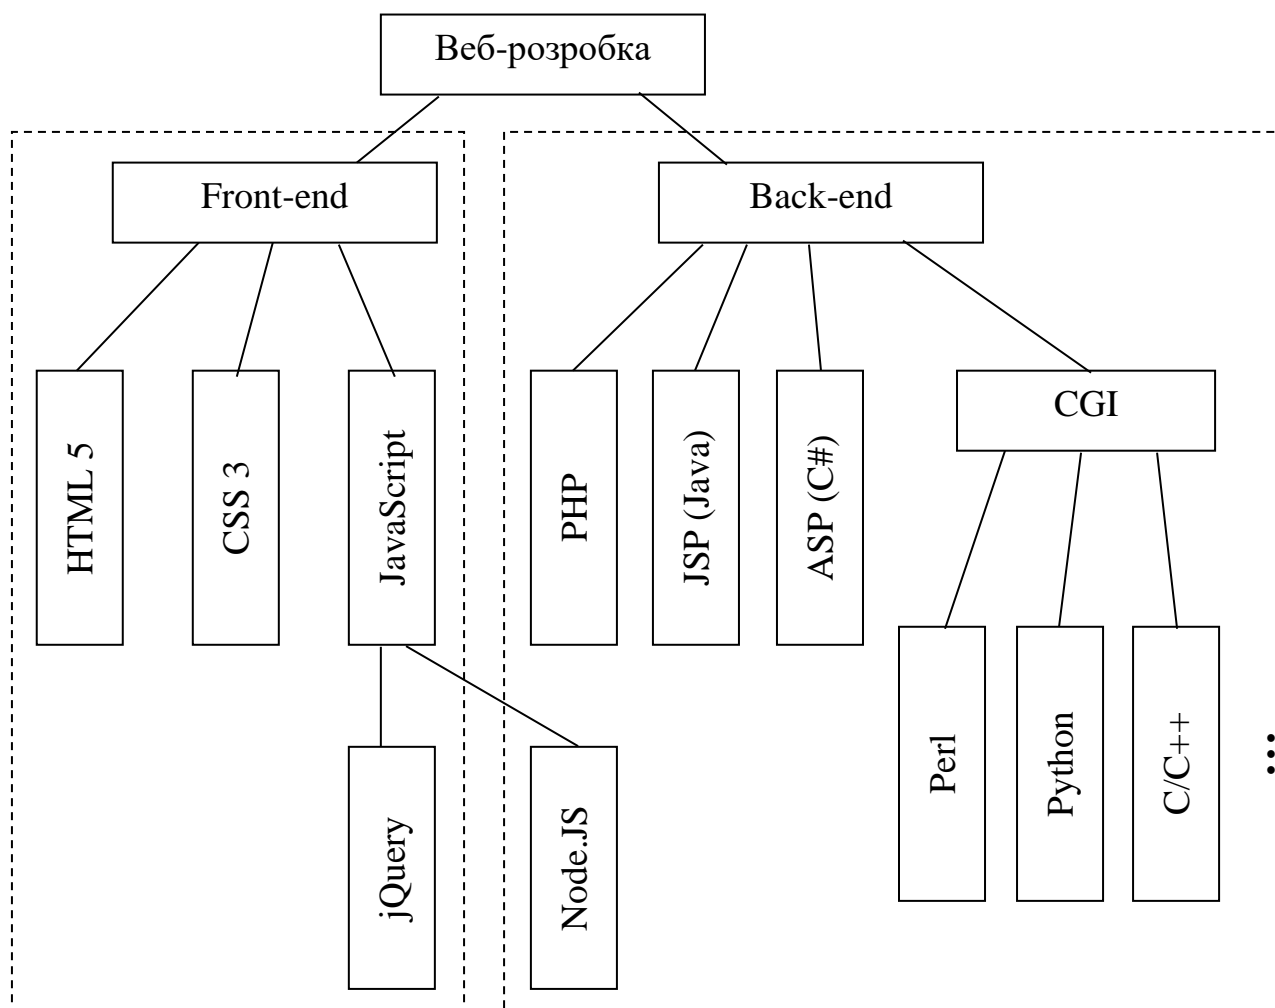 Веб-розробка
Front-end
Back-end
HTML 5
CSS 3
JavaScript
PHP
JSP (Java)
ASP (C#)
CGI
Perl
Python
C/C++
...
jQuery
Node.JS